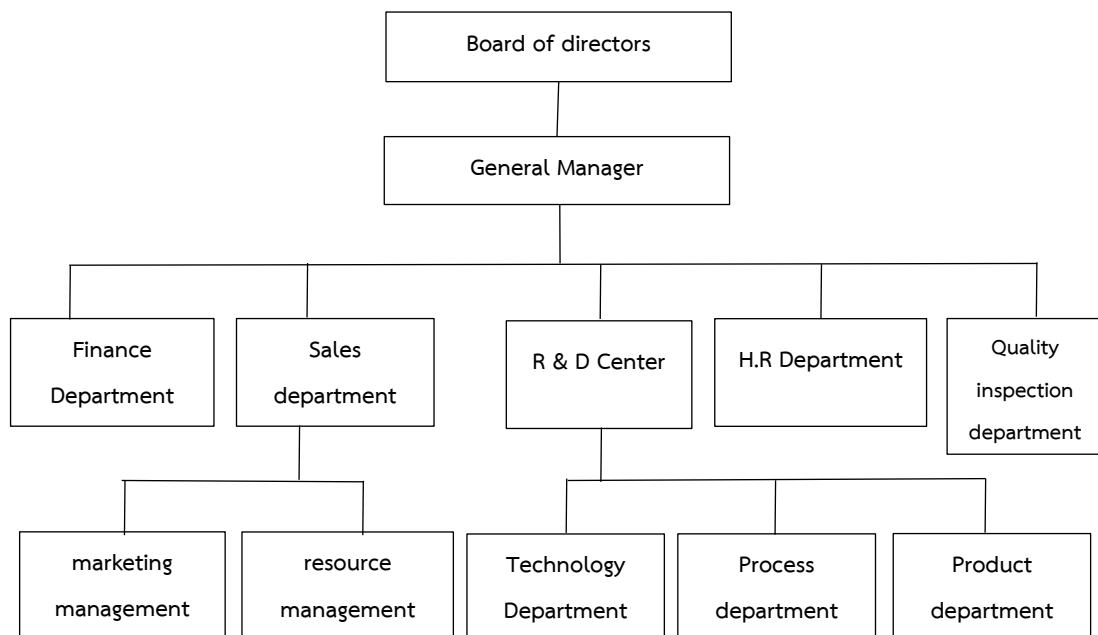 Board of directors
General Manager
Finance
Department
Sales
department
R & D Center
H.R Department
Quality
inspection
department
marketing
management
resource
management
Technology
Department
Process
department
Product
department